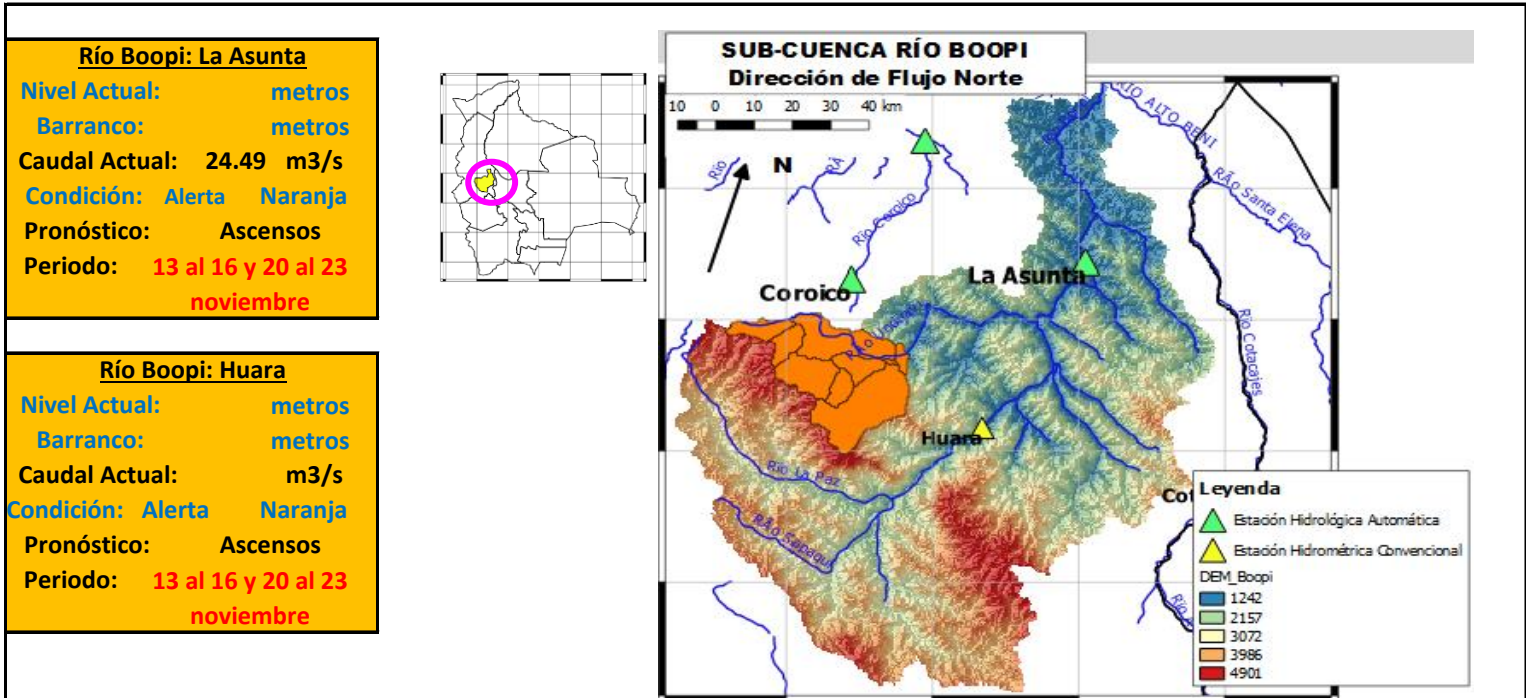 Río Boopi: La Asunta
Nivel Actual: metros
Barranco: metros
Caudal Actual: 24.49 m3/s
Condición: Alerta Naranja
Pronóstico: Ascensos
Periodo: 13 al 16 y 20 al 23
noviembre
Río Boopi: Huara
Nivel Actual: metros
Barranco: metros
Caudal Actual: m3/s
Condición: Alerta Naranja
Pronóstico: Ascensos
Periodo: 13 al 16 y 20 al 23
noviembre
SUB-CUENCA RÍO BOOPI
Dirección de Flujo Norte
10 0 10 20 30 40 km
N
RÍO ALTO BENI
Río
RÃ
RÃo Santa Elena
Río Coroico
La Asunta
Coroico
Río Cotacajes
Huara
Río La Paz
RÃo Sapaqui
Cot
Leyenda
Estación Hidrológica Automática
Estación Hidrométrica Convencional
DEM_Boopi
1242
2157
3072
3986
4901